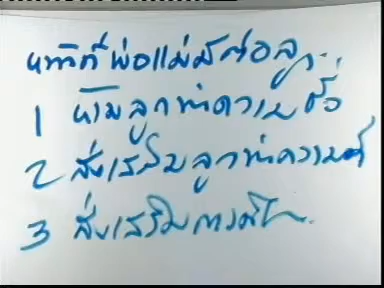 หน้าที่พ่อแม่มีต่อลูก
1 ห้ามลูกทำความชั่ว
2 ส่งเสริมลูกทำความดี
3 ส่งเสริมการ